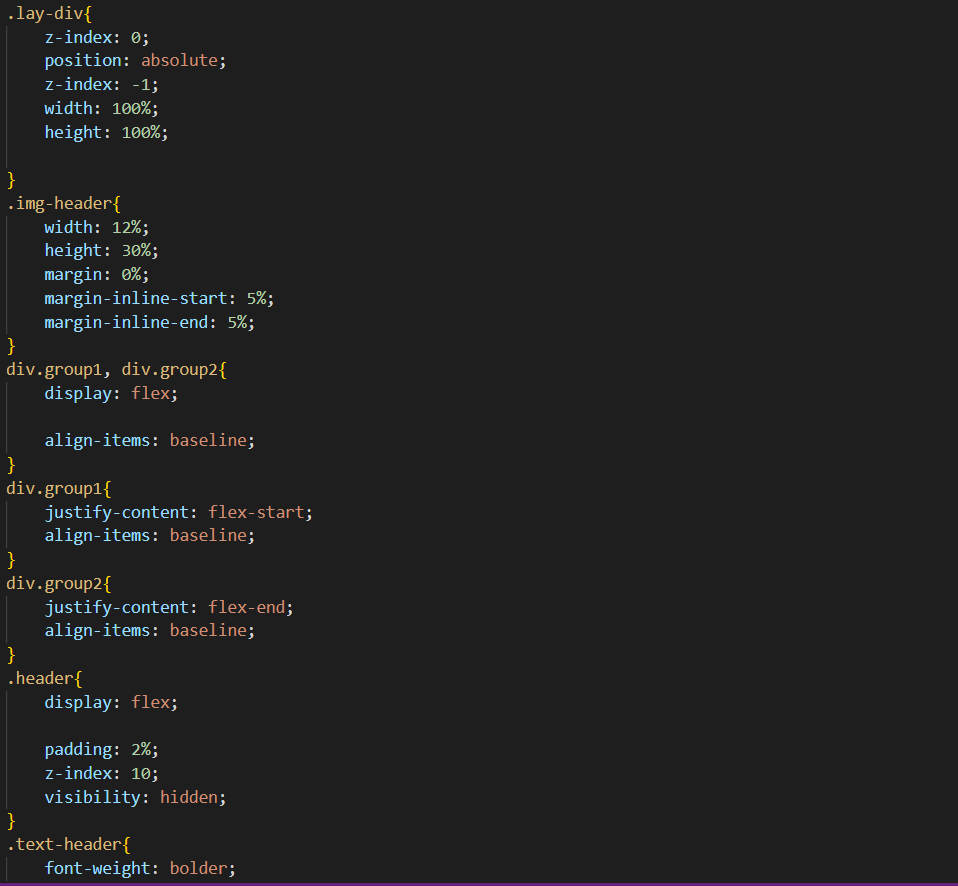 .lay-div{
    z-index: 0;
    position: absolute;
    z-index: -1;
    width: 100%;
    height: 100%;

}
.img-header{
    width: 12%;
    height: 30%;
    margin: 0%;
    margin-inline-start: 5%;
    margin-inline-end: 5%;
}
div.group1, div.group2{
    display: flex;

    align-items: baseline;
}
div.group1{
    justify-content: flex-start;
    align-items: baseline;
}
div.group2{
    justify-content: flex-end;
    align-items: baseline;
}
.header{
    display: flex;

    padding: 2%;
    z-index: 10;
    visibility: hidden;
}
.text-header{
    font-weight: bolder;